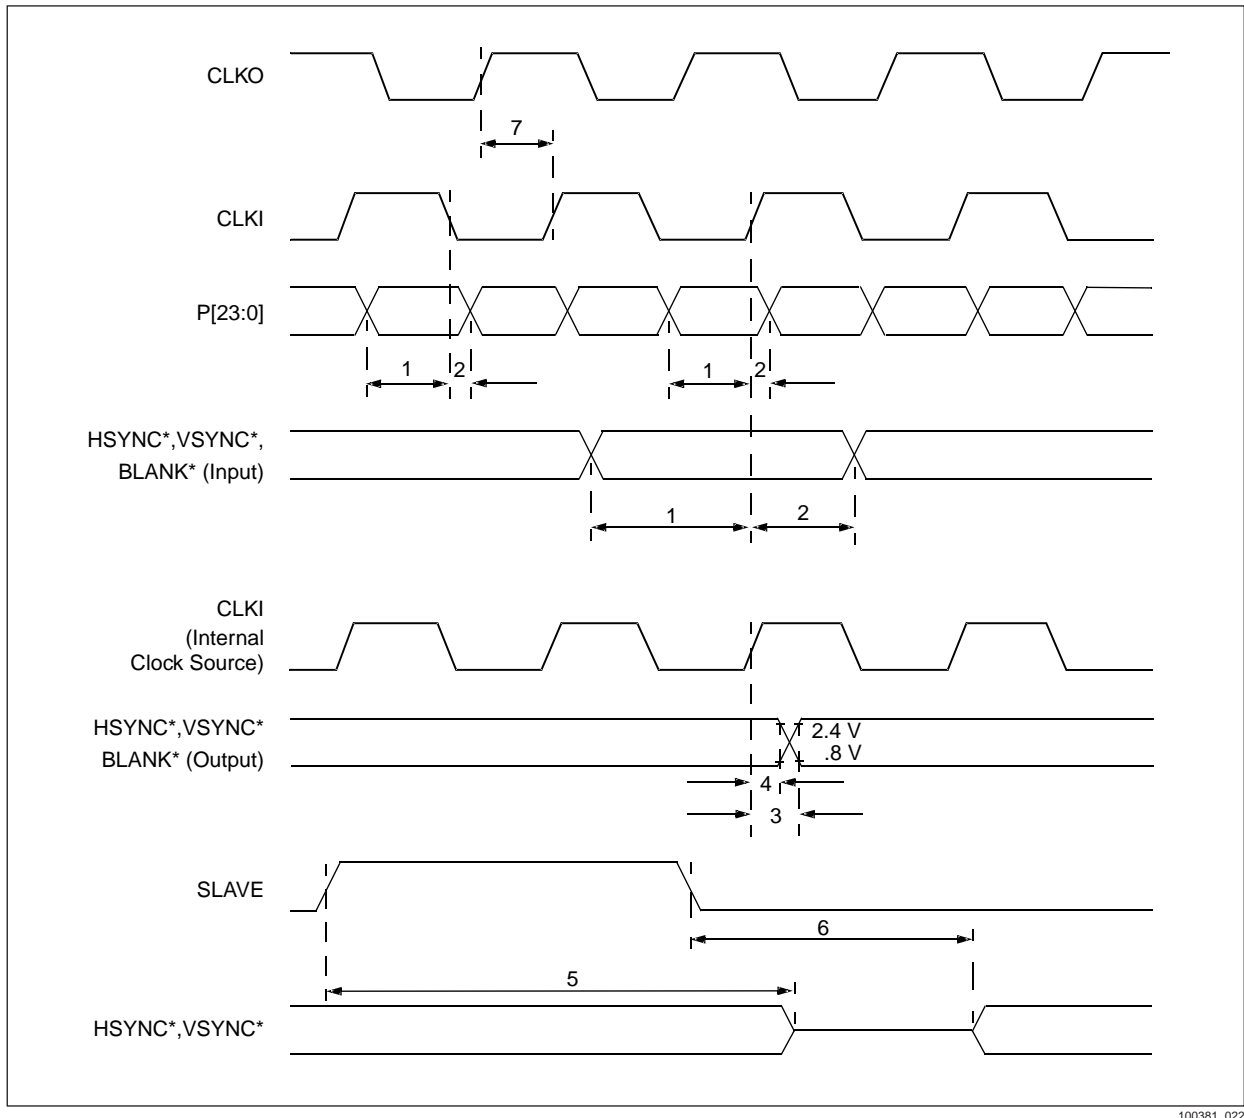 CLKO
7
CLKI
P[23:0]
1
2
1
2
HSYNC*,VSYNC*,
BLANK* (Input)
1
2
CLKI
(Internal
Clock Source)
HSYNC*,VSYNC*
BLANK* (Output)
2.4 V
.8 V
4
3
SLAVE
6
5
HSYNC*,VSYNC*
100381_022